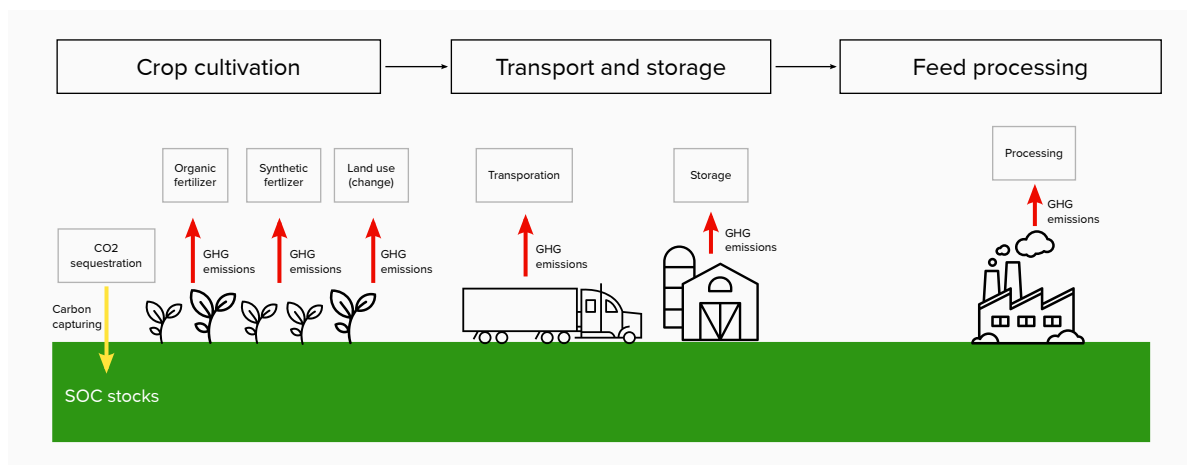 Crop cultivation
Transport and storage
Feed processing
Organic
fertilizer
Synthetic
fertlizer
Land use
(change)
Transporation
Storage
Processing
CO2
sequestration
GHG
emissions
GHG
emissions
GHG
emissions
GHG
emissions
GHG
emissions
GHG
emissions
Carbon
capturing
SOC stocks